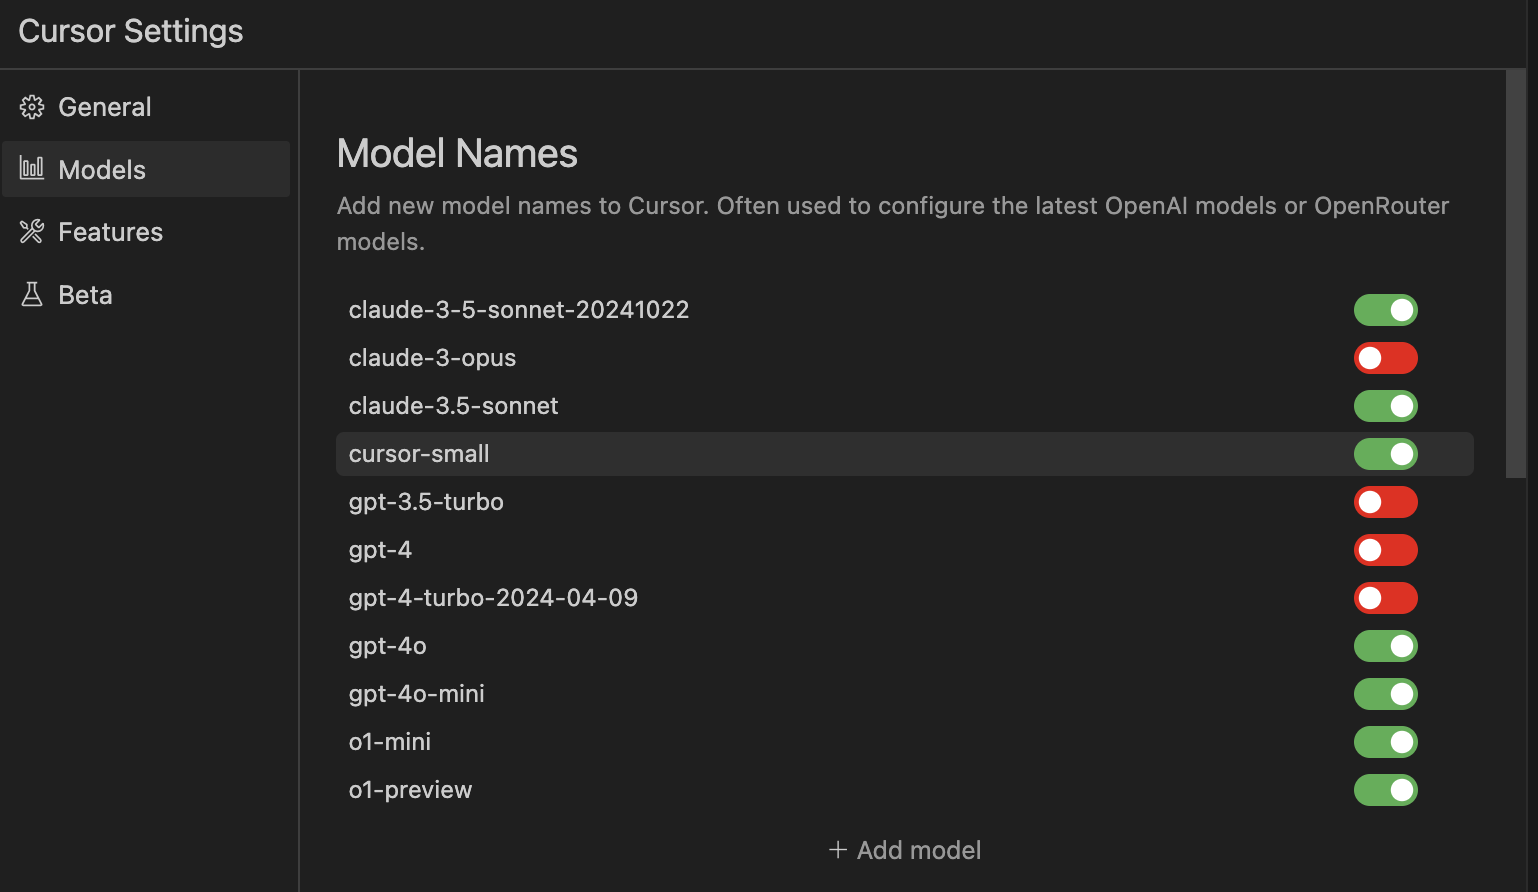 Cursor Settings
General
Models
Features
Beta
Model Names
Add new model names to Cursor. Often used to configure the latest OpenAI models or OpenRouter
models.
claude-3-5-sonnet-20241022
claude-3-opus
claude-3.5-sonnet
cursor-small
gpt-3.5-turbo
gpt-4
gpt-4-turbo-2024-04-09
gpt-4o
gpt-4o-mini
o1-mini
o1-preview
+ Add model